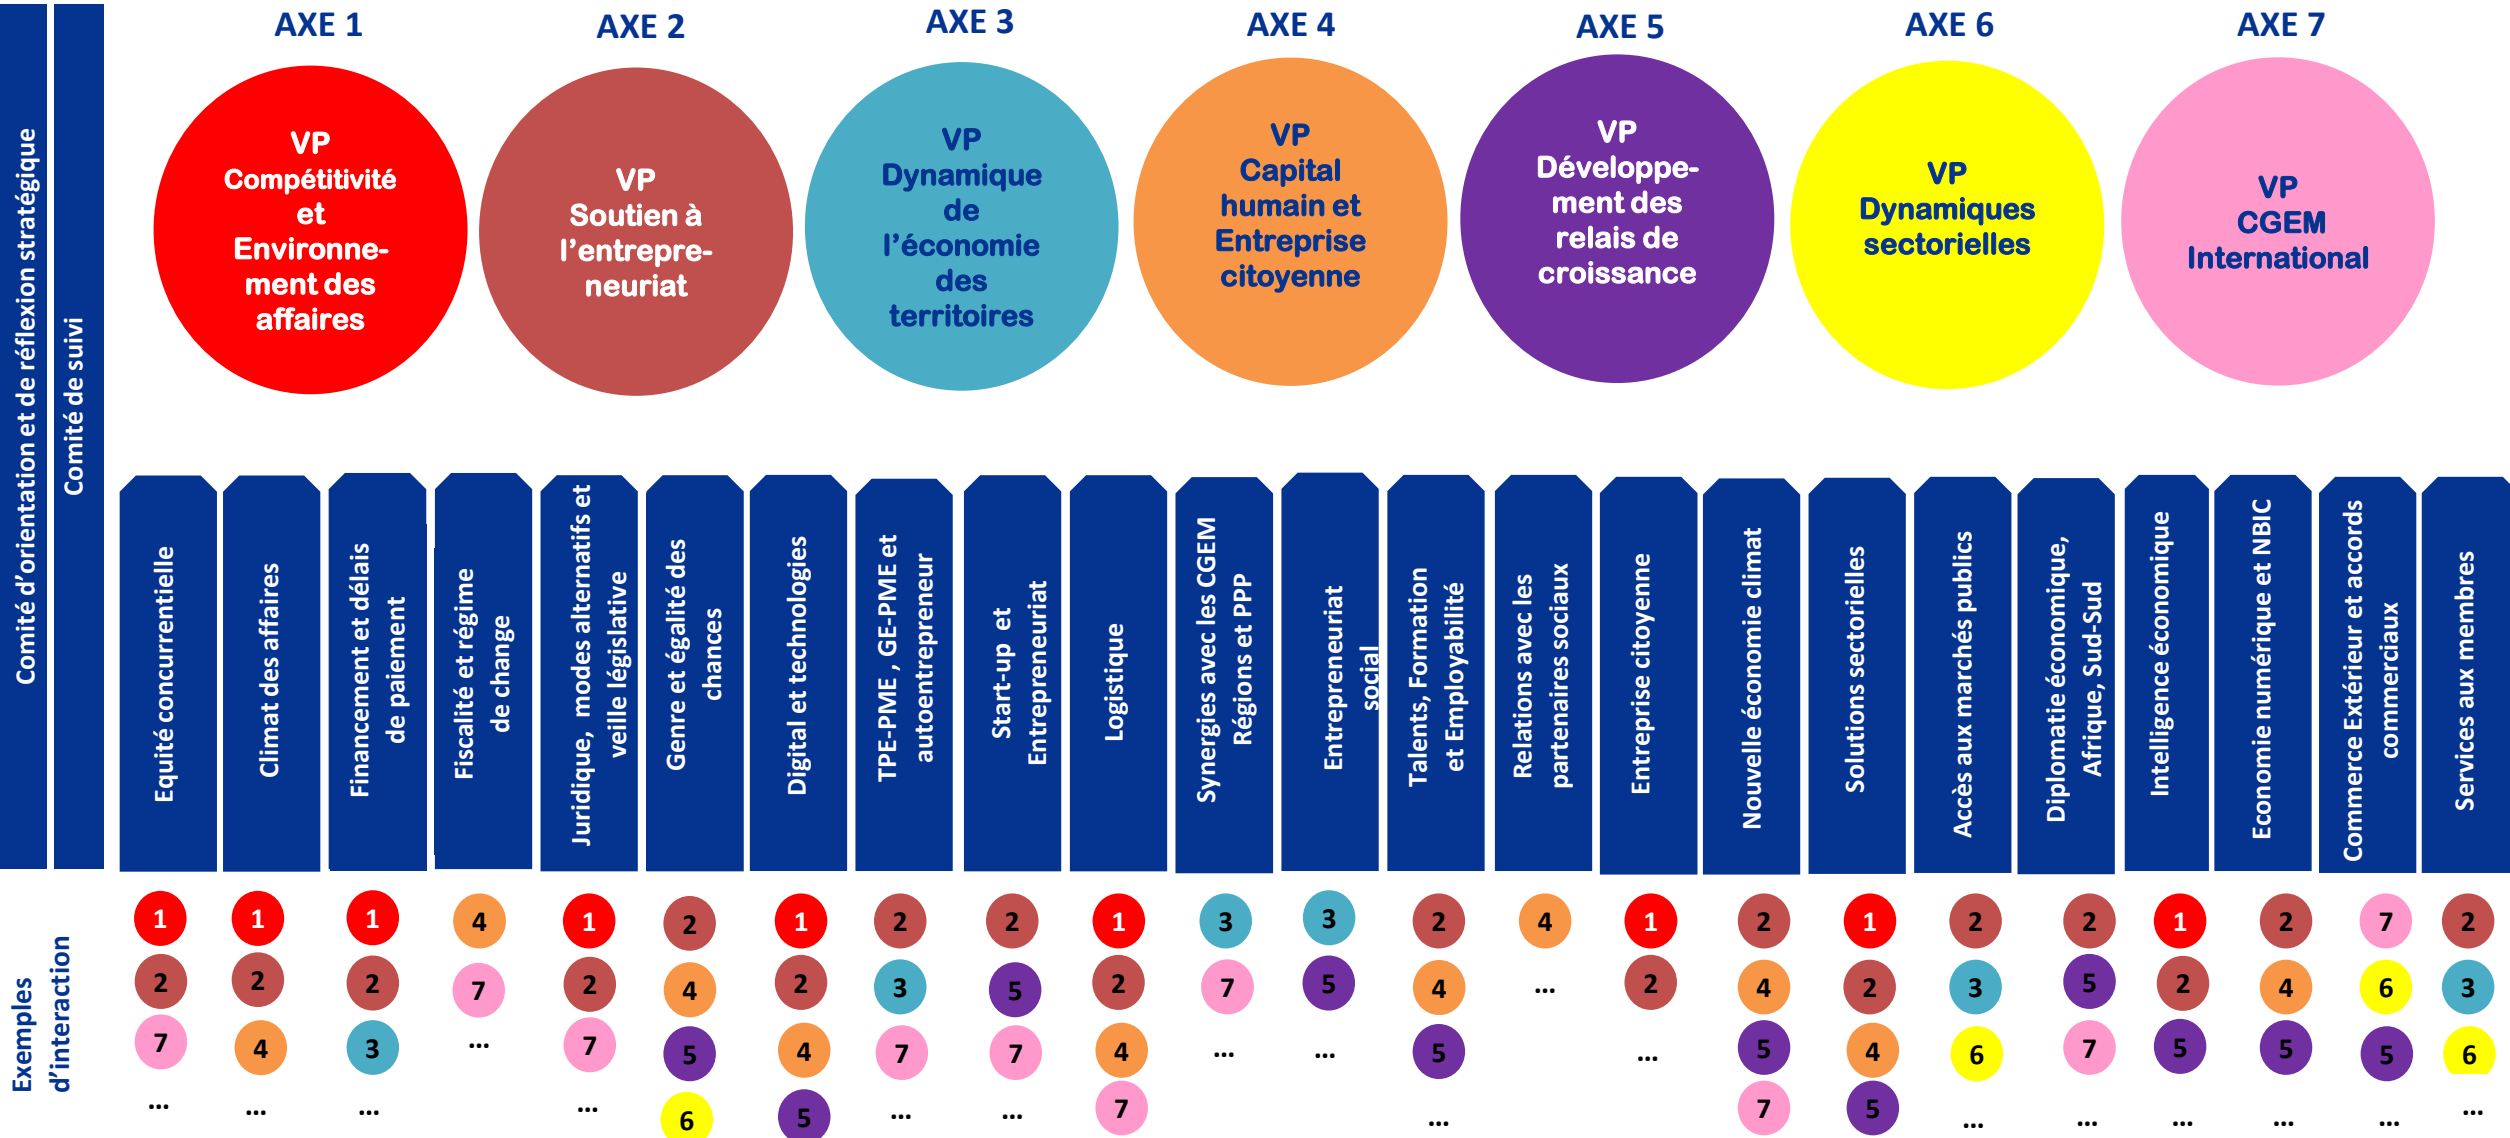 AXE 1
AXE 2
AXE 3
AXE 4
AXE 5
AXE 6
AXE 7
Comité d'orientation et de réflexion stratégique
Comité de suivi
VP
Compétitivité
et
Environne-
ment des
affaires
VP
Soutien à
l'entrepre-
neuriat
VP
Dynamique
de
l'économie
des
territoires
VP
Capital
humain et
Entreprise
citoyenne
VP
Développe-
ment des
relais de
croissance
VP
Dynamiques
sectorielles
VP
CGEM
International
Equité concurrentielle
Climat des affaires
Financement et délais
de paiement
Fiscalité et régime
de change
Juridique, modes alternatifs et
veille législative
Genre et égalité des
chances
Digital et technologies
TPE-PME , GE-PME et
autoentrepreneur
Start-up et
Entrepreneuriat
Logistique
Synergies avec les CGEM
Régions et PPP
Entrepreneuriat
social
Talents, Formation
et Employabilité
Relations avec les
partenaires sociaux
Entreprise citoyenne
Nouvelle économie climat
Solutions sectorielles
Accès aux marchés publics
Diplomatie économique,
Afrique, Sud-Sud
Intelligence économique
Economie numérique et NBIC
Commerce Extérieur et accords
commerciaux
Services aux membres
Exemples
d'interaction
1 1 1 4 1 2 1 2 2 1 3 3 2 4 1 2 1 2 2 1 2 7 2
2 2 2 7 2 4 2 3 5 2 7 5 4 ... 2 4 2 3 5 2 4 6 3
7 4 3 ... 7 5 4 7 7 4 ... ... 5 ... 5 4 6 7 5 5 5 6
... ... ... ... 6 5 ... ... 7 ... 7 5 ... ... ... ... ... ...